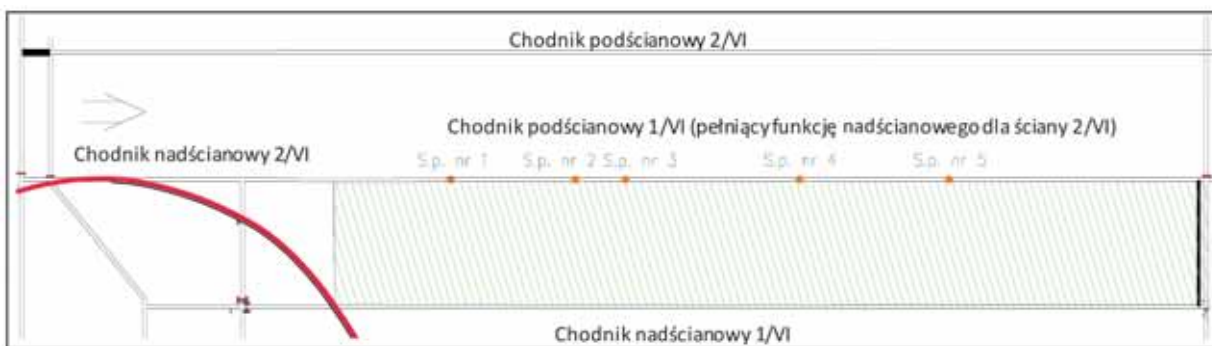 Chodnik podścianowy 2/VI
Chodnik podścianowy 1/VI (pełniący funkcję nadścianowego dla ściany 2/VI)
Chodnik nadścianowy 2/VI
S.p. nr 1
S.p. nr 2
S.p. nr 3
S.p. nr 4
S.p. nr 5
Chodnik nadścianowy 1/VI